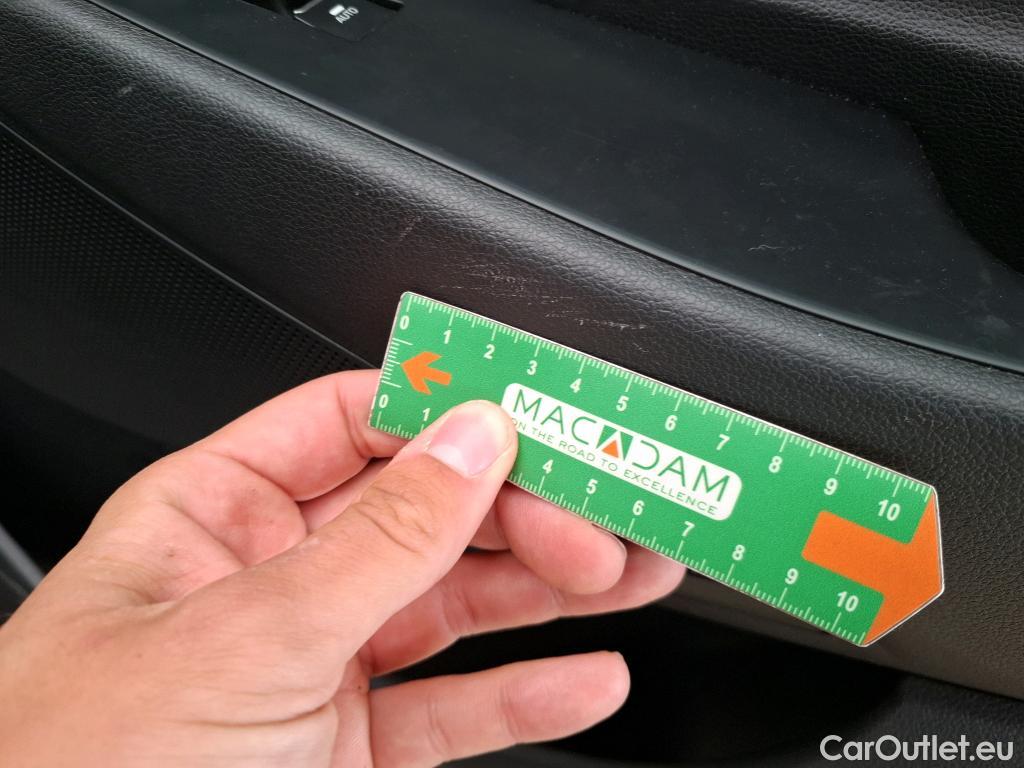 AUTO
0 1 2 3 4 5 6 7 8 9 10
MACADAM
ON THE ROAD TO EXCELLENCE
0 1 4 5 6 7 8 9 10
CarOutlet.eu